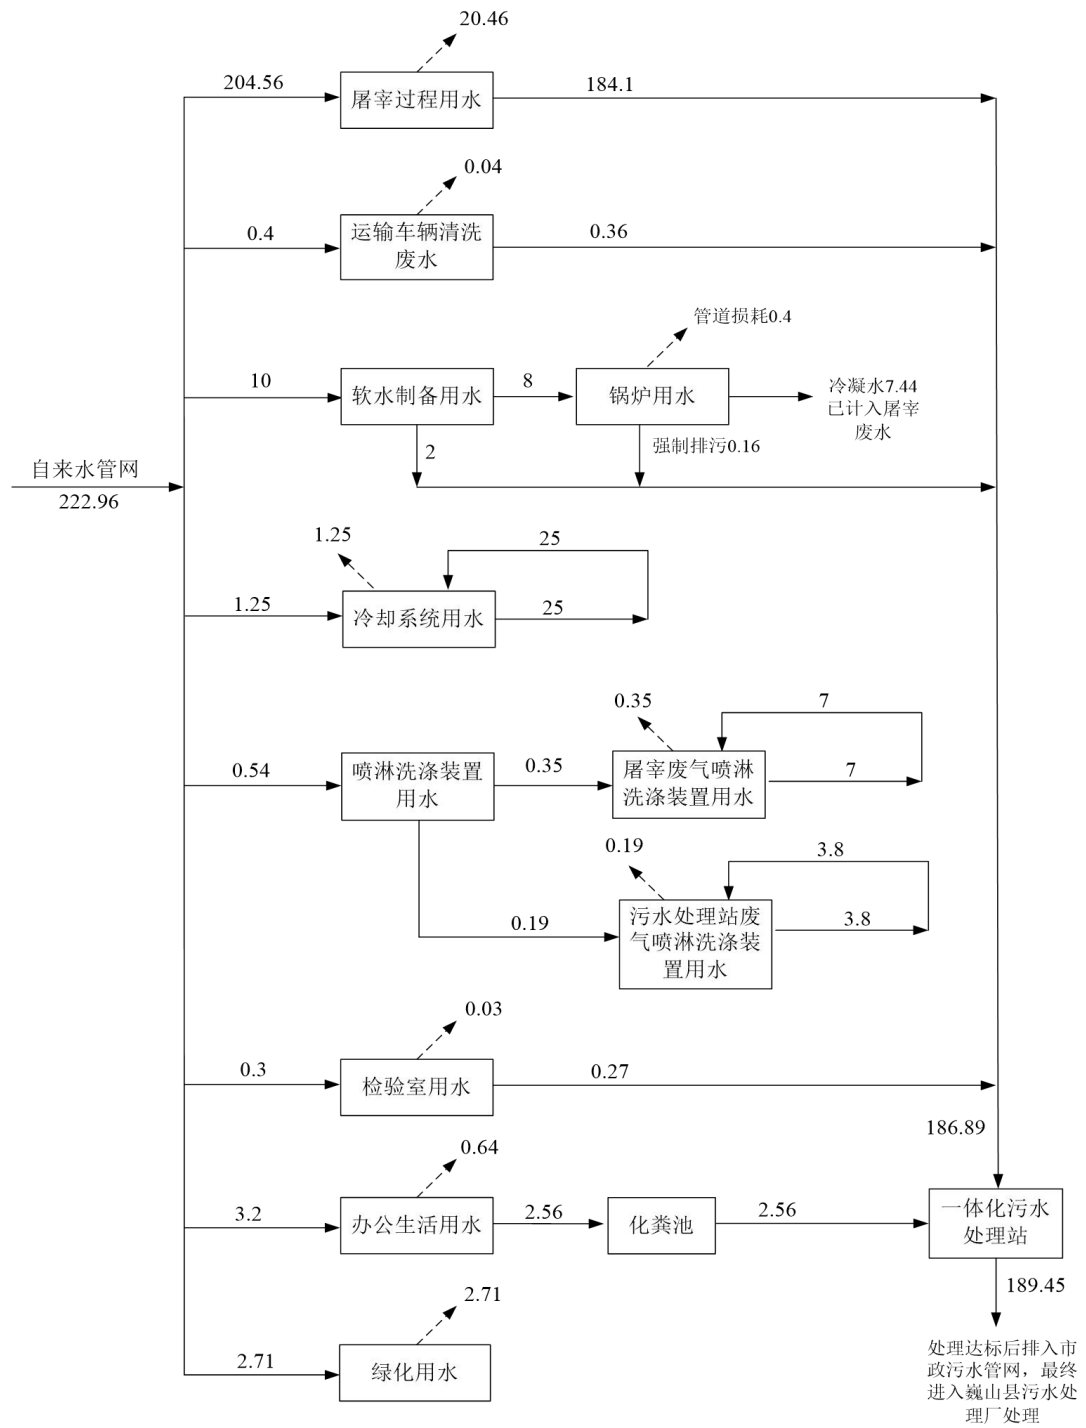 20.46
204.56
屠宰过程用水
184.1
0.04
0.4
运输车辆清洗
废水
0.36
管道损耗0.4
10
软水制备用水
8
锅炉用水
冷凝水7.44
已计入屠宰
废水
2
强制排污0.16
自来水管网
222.96
1.25
25
1.25
冷却系统用水
25
0.35
7
0.54
喷淋洗涤装置
用水
0.35
屠宰废气喷淋
洗涤装置用水
7
0.19
3.8
0.19
污水处理站废
气喷淋洗涤装
置用水
3.8
0.03
0.3
检验室用水
0.27
186.89
0.64
3.2
办公生活用水
2.56
化粪池
2.56
一体化污水
处理站
189.45
2.71
2.71
绿化用水
处理达标后排入市
政污水管网，最终
进入巍山县污水处
理厂处理